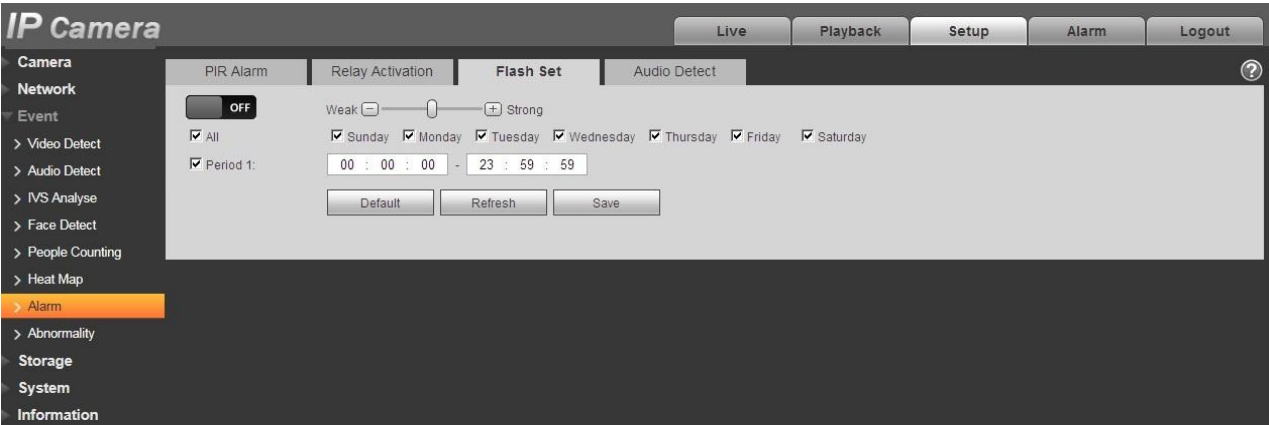 IP Camera
Live Playback Setup Alarm Logout
Camera
Network
Event
> Video Detect
> Audio Detect
> IVS Analyse
> Face Detect
> People Counting
> Heat Map
> Alarm
> Abnormality
Storage
System
Information
PIR Alarm Relay Activation Flash Set Audio Detect ?
OFF Weak - + Strong
All Sunday Monday Tuesday Wednesday Thursday Friday Saturday
Period 1: 00 : 00 : 00 - 23 : 59 : 59
Default Refresh Save